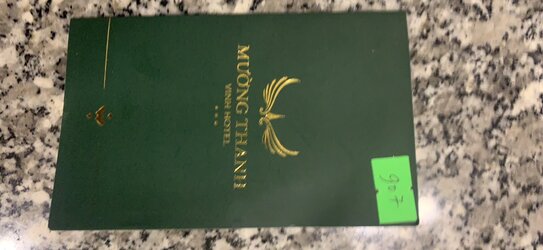 MƯỜNG THANH
VINH HOTEL
★★★
907